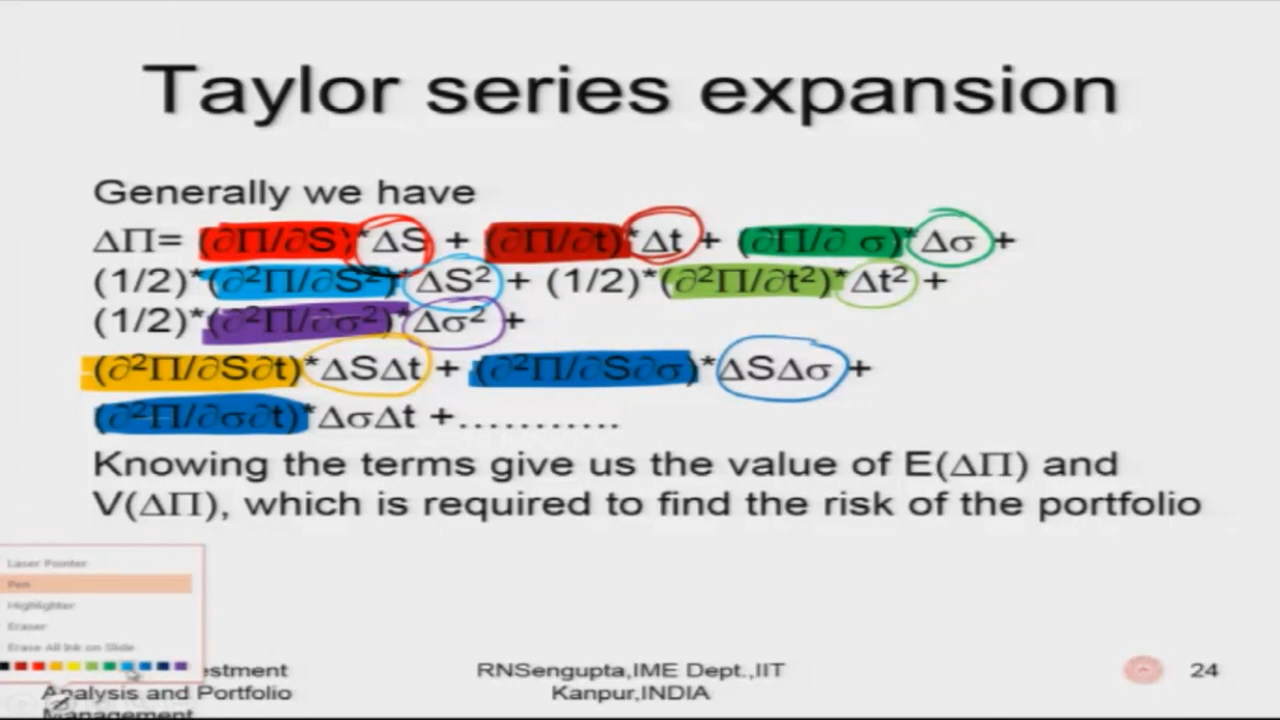 Taylor series expansion
Generally we have
ΔΠ= (∂Π/∂S)*ΔS + (∂Π/∂t)*Δt + (∂Π/∂ σ)*Δσ +
(1/2)*(∂²Π/∂S²)*ΔS² + (1/2)*(∂²Π/∂t²)*Δt² +
(1/2)*(∂²Π/∂σ²)*Δσ² +
(∂²Π/∂S∂t)*ΔSΔt + (∂²Π/∂S∂σ)*ΔSΔσ +
(∂²Π/∂σ∂t)*ΔσΔt +...........
Knowing the terms give us the value of E(ΔΠ) and
V(ΔΠ), which is required to find the risk of the portfolio
Laser Pointer
Pen
Highlighter
Eraser
Erase All Ink on Slide
estment
Analysis and Portfolio
Management
RNSengupta,IME Dept.,IIT
Kanpur,INDIA
24